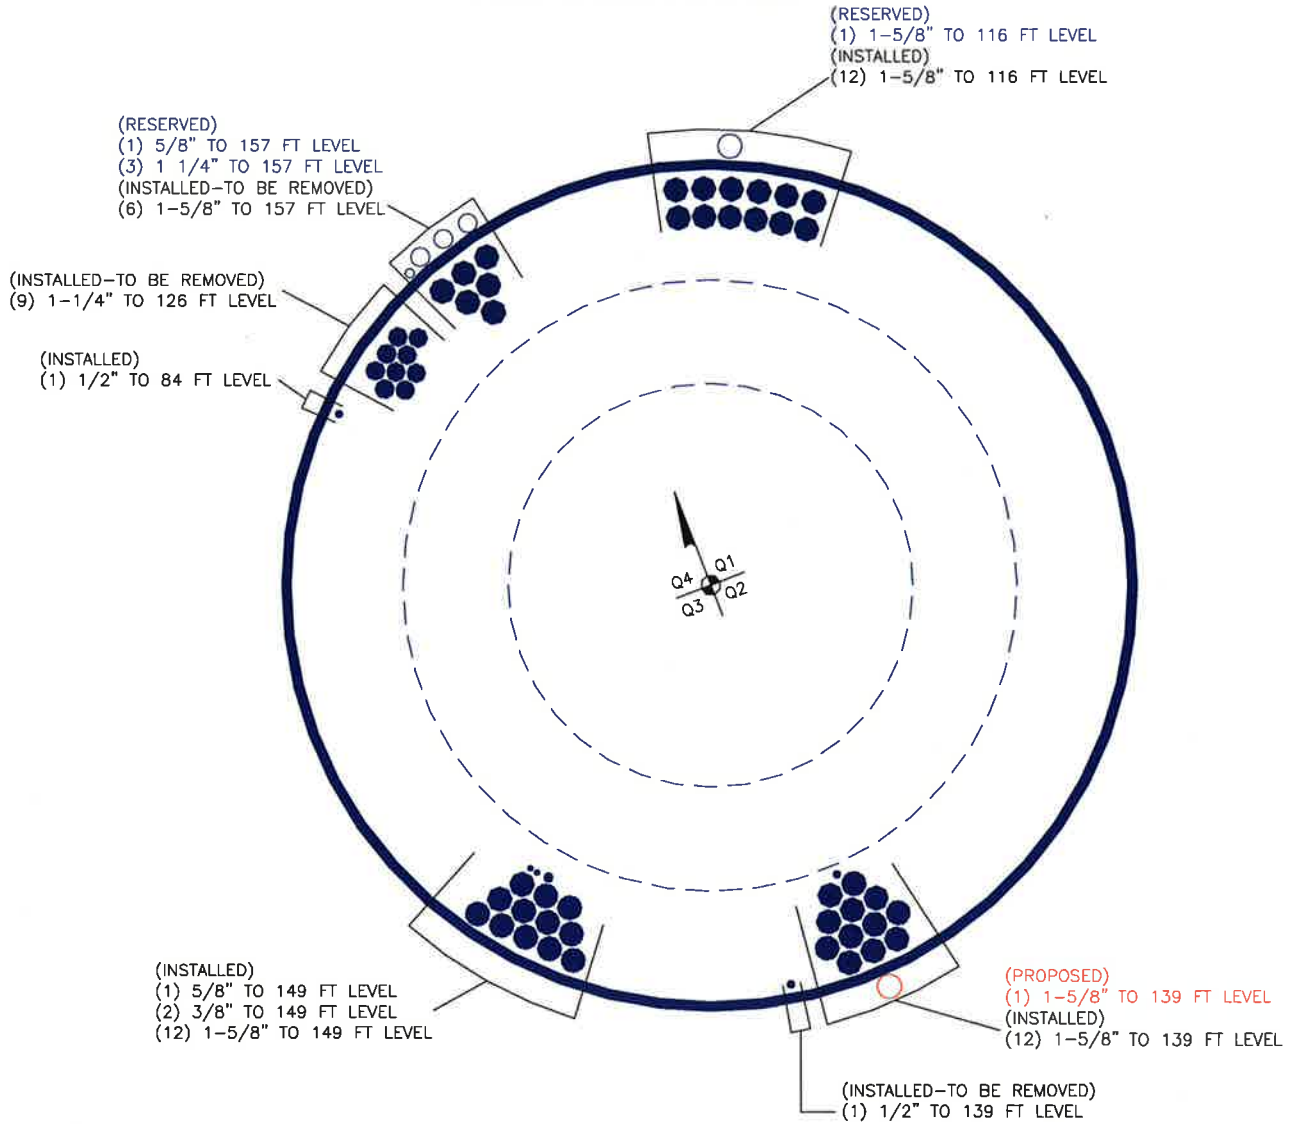 (RESERVED)
(1) 1-5/8" TO 116 FT LEVEL
(INSTALLED)
(12) 1-5/8" TO 116 FT LEVEL
(RESERVED)
(1) 5/8" TO 157 FT LEVEL
(3) 1 1/4" TO 157 FT LEVEL
(INSTALLED-TO BE REMOVED)
(6) 1-5/8" TO 157 FT LEVEL
(INSTALLED-TO BE REMOVED)
(9) 1-1/4" TO 126 FT LEVEL
(INSTALLED)
(1) 1/2" TO 84 FT LEVEL
Q4 Q1
Q3 Q2
(INSTALLED)
(1) 5/8" TO 149 FT LEVEL
(2) 3/8" TO 149 FT LEVEL
(12) 1-5/8" TO 149 FT LEVEL
(PROPOSED)
(1) 1-5/8" TO 139 FT LEVEL
(INSTALLED)
(12) 1-5/8" TO 139 FT LEVEL
(INSTALLED-TO BE REMOVED)
(1) 1/2" TO 139 FT LEVEL